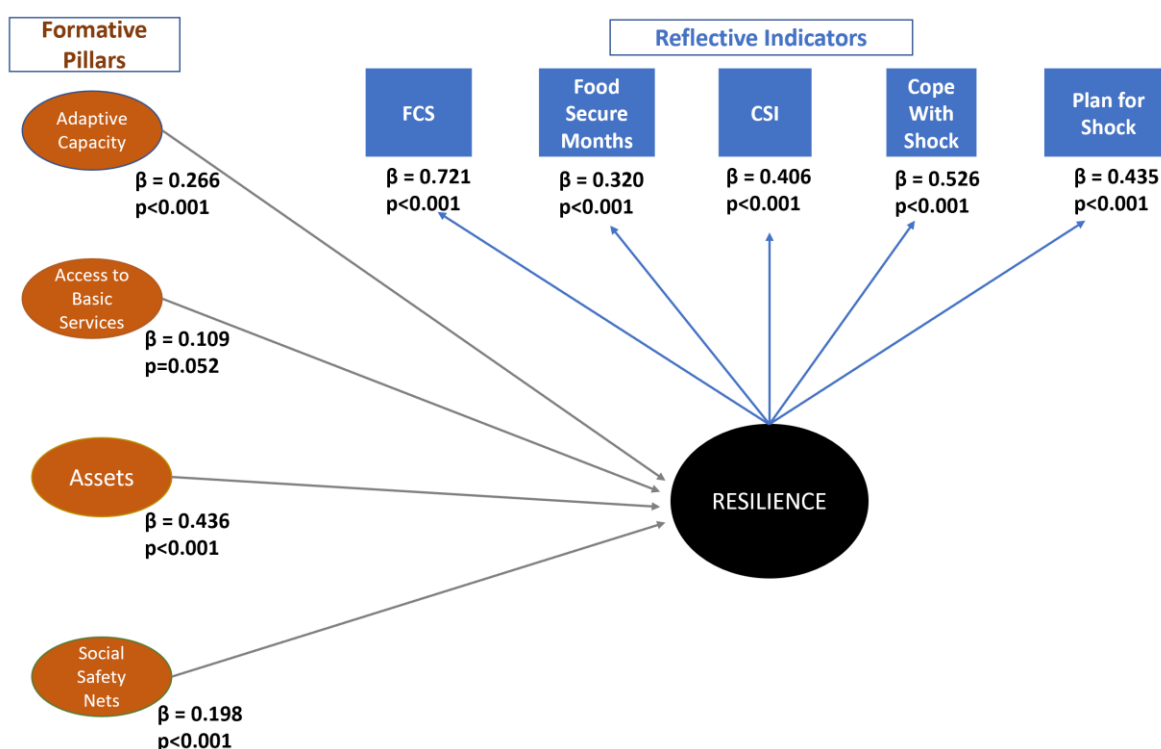 Formative
Pillars
Adaptive
Capacity
β = 0.266
p<0.001
Access to
Basic
Services
β = 0.109
p=0.052
Assets
β = 0.436
p<0.001
Social
Safety
Nets
β = 0.198
p<0.001
Reflective Indicators
FCS
β = 0.721
p<0.001
Food
Secure
Months
β = 0.320
p<0.001
CSI
β = 0.406
p<0.001
Cope
With
Shock
β = 0.526
p<0.001
Plan for
Shock
β = 0.435
p<0.001
RESILIENCE